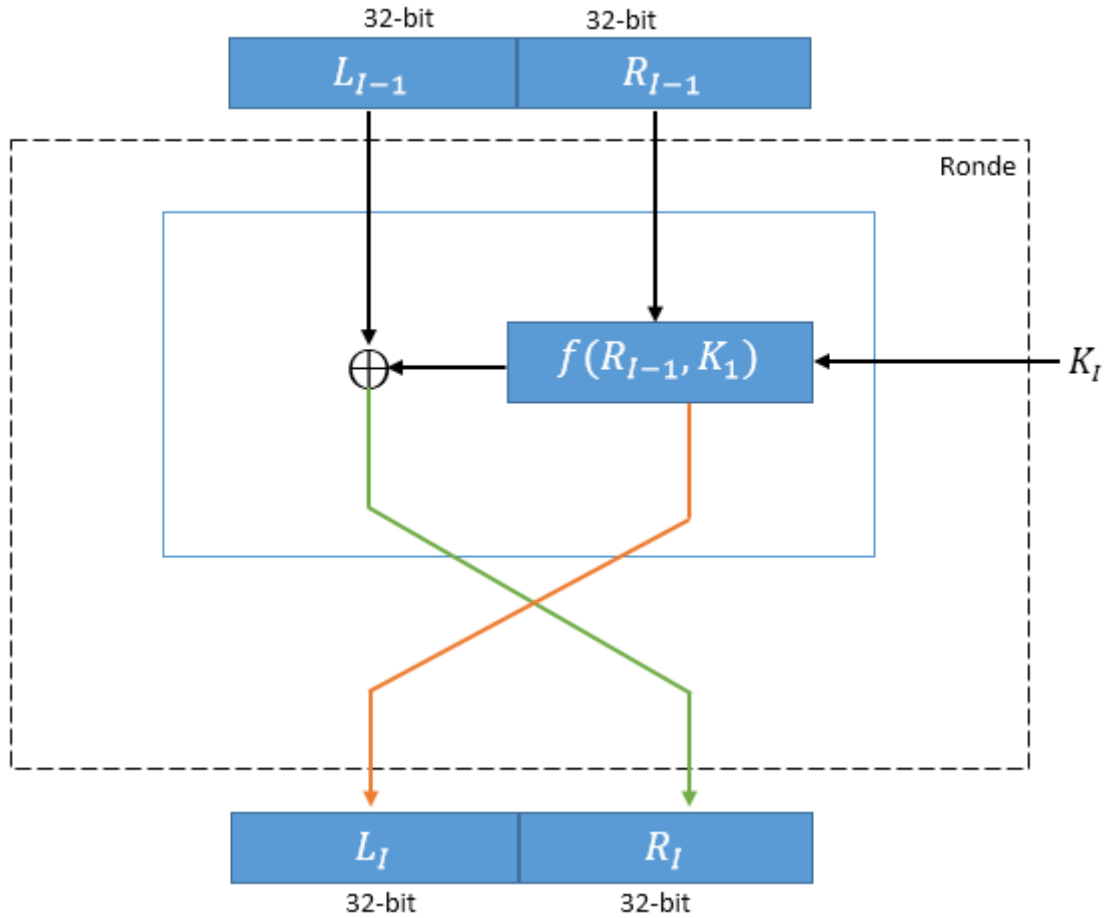 32-bit 32-bit
L_{I−1} R_{I−1}
Ronde
f(R_{I−1}, K_1)
K_I
L_I R_I
32-bit 32-bit